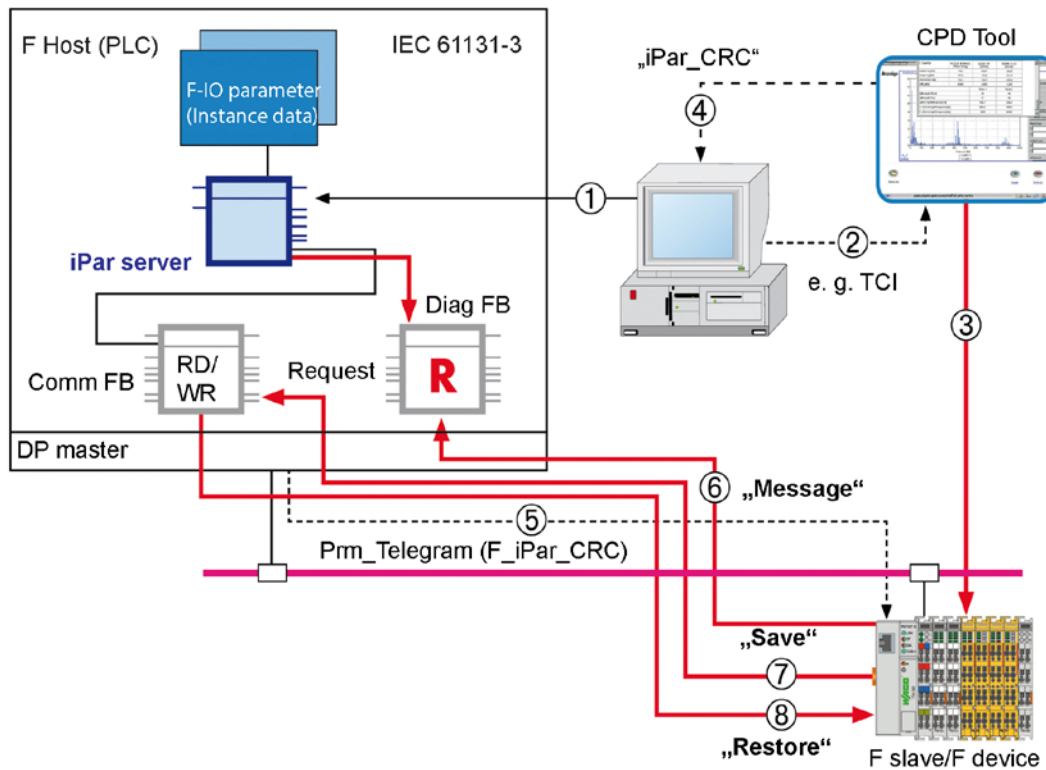 F Host (PLC)
IEC 61131-3
CPD Tool
„iPar_CRC“
F-IO parameter
(Instance data)
4
1
iPar server
2
e. g. TCI
Diag FB
3
Comm FB
RD/
WR
Request
R
DP master
6
„Message“
5
Prm_Telegram (F_iPar_CRC)
„Save“
7
8
„Restore“
WAGO
F slave/F device